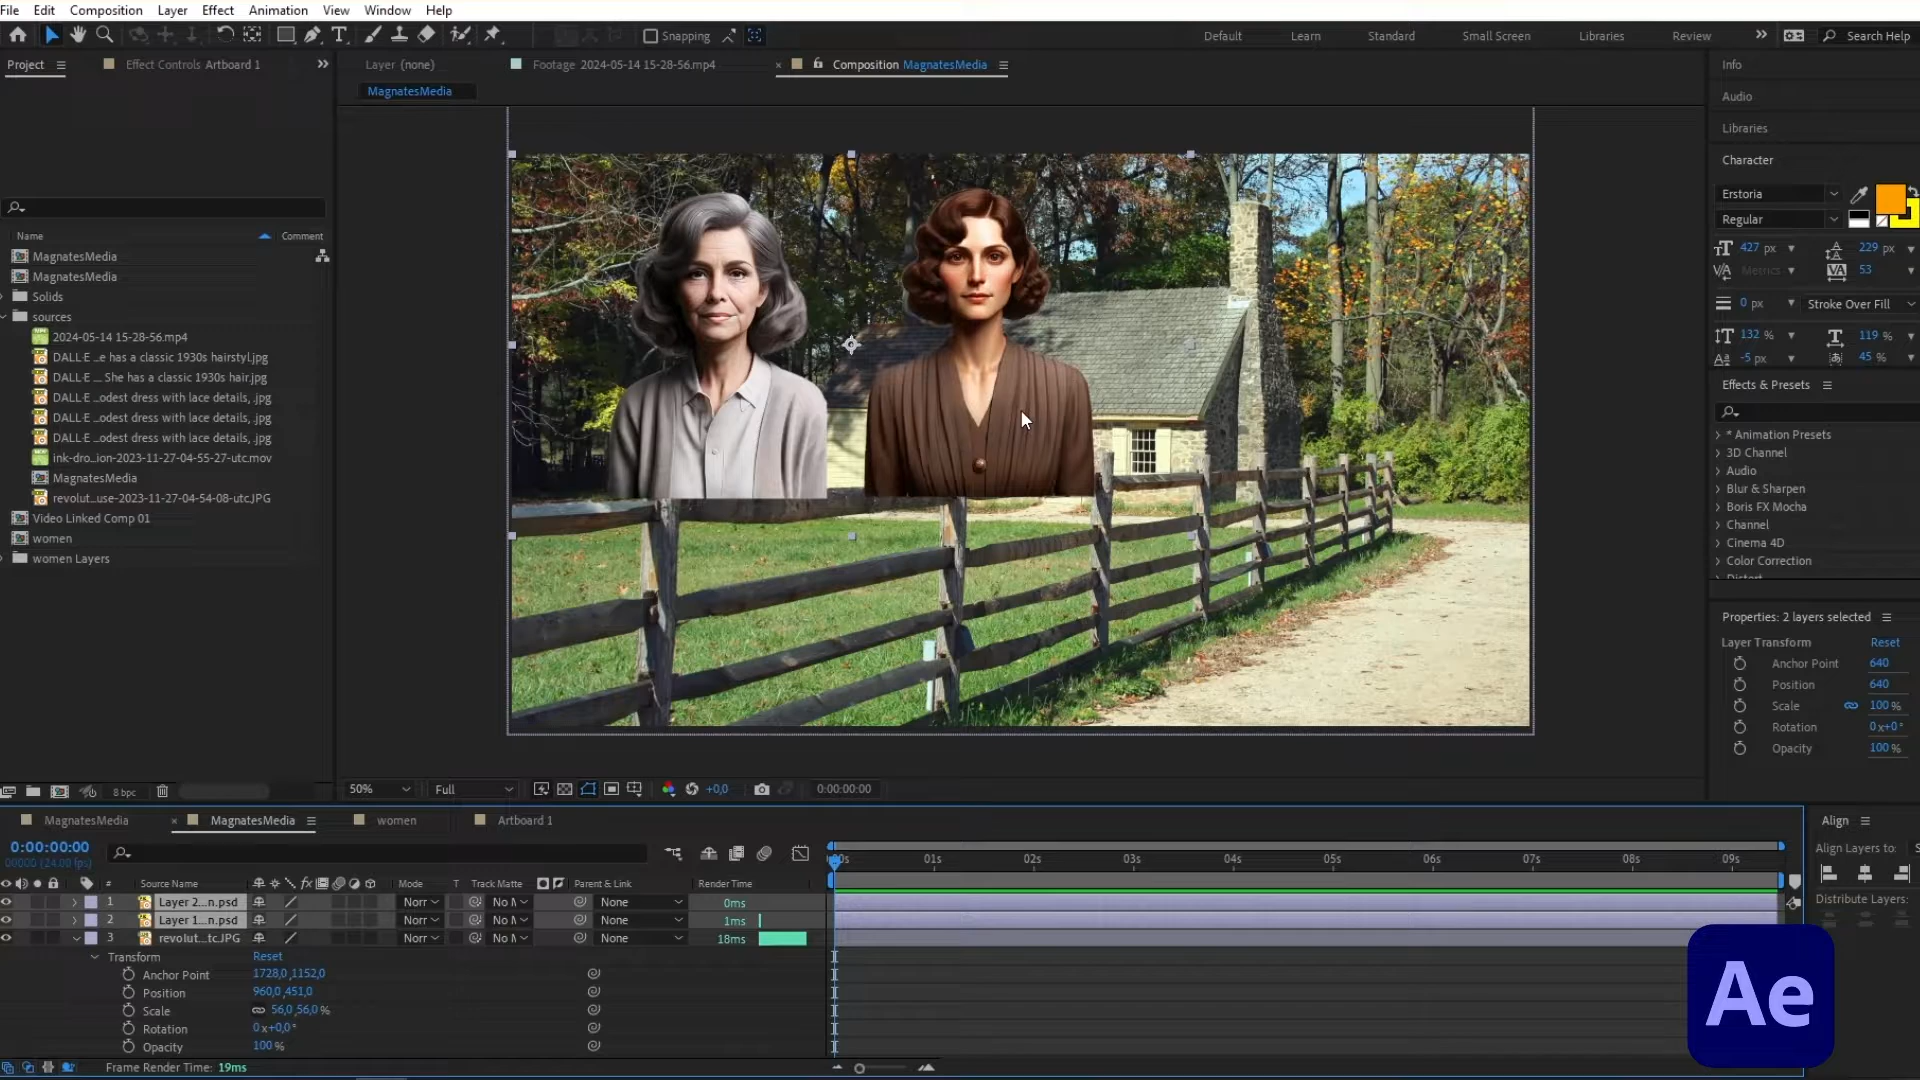 File Edit Composition Layer Effect Animation View Window Help
Snapping Default Learn Standard Small Screen Libraries Review Search Help
Project Effect Controls Artboard 1 Layer (none) Footage 2024-05-14 15-28-56.mp4 Composition MagnatesMedia Info
MagnatesMedia
Audio
Libraries
Character
Estoria
Regular
427 px 229 px
Metrics 53
0 px Stroke Over Fill
132 % 119 %
-5 px 45 %
Name Comment
MagnatesMedia
MagnatesMedia
Solids
sources
2024-05-14 15-28-56.mp4
DALL·E ...e has a classic 1930s hairstyl.jpg
DALL·E ... She has a classic 1930s hair.jpg
DALL·E ...odest dress with lace details, .jpg
DALL·E ...odest dress with lace details, .jpg
DALL·E ...odest dress with lace details, .jpg
ink-dro...ion-2023-11-27-04-55-27-utc.mov
MagnatesMedia
revolut...use-2023-11-27-04-54-08-utc.JPG
Video Linked Comp 01
women
women Layers
Effects & Presets
* Animation Presets
3D Channel
Audio
Blur & Sharpen
Boris FX Mocha
Channel
Cinema 4D
Color Correction
Properties: 2 layers selected
Layer Transform Reset
Anchor Point 640
Position 640
Scale 100 %
Rotation 0x+0°
Opacity 100 %
8 bpc 50% Full +0,0 0:00:00:00
MagnatesMedia MagnatesMedia women Artboard 1 Align
0:00:00:00
00000 (24.00 fps)
Align Layers to:
01s 02s 03s 04s 05s 06s 07s 08s 09s
# Source Name Mode T Track Matte Parent & Link Render Time
Distribute Layers:
1 Layer 2...n.psd Norr No M None 0ms
2 Layer 1...n.psd Norr No M None 1ms
3 revolut...tc.JPG Norr No M None 18ms
Transform Reset
Anchor Point 1728,0,1152,0
Position 960,0,451,0
Scale 56,0,56,0 %
Rotation 0x+0,0°
Opacity 100 %
Frame Render Time: 19ms
Ae